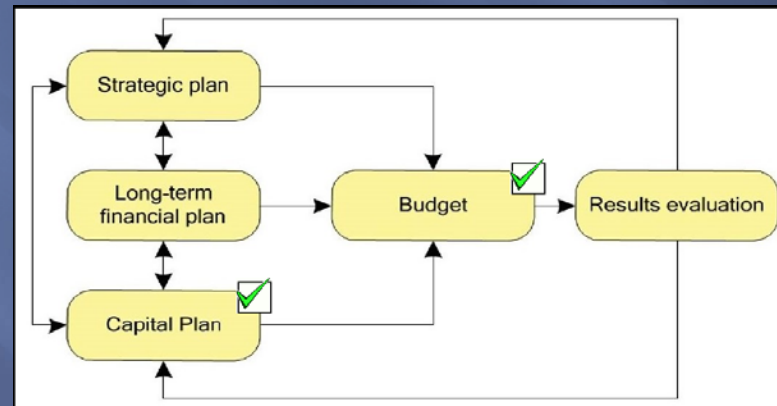 Strategic plan
Long-term
financial plan
Budget
Results evaluation
Capital Plan